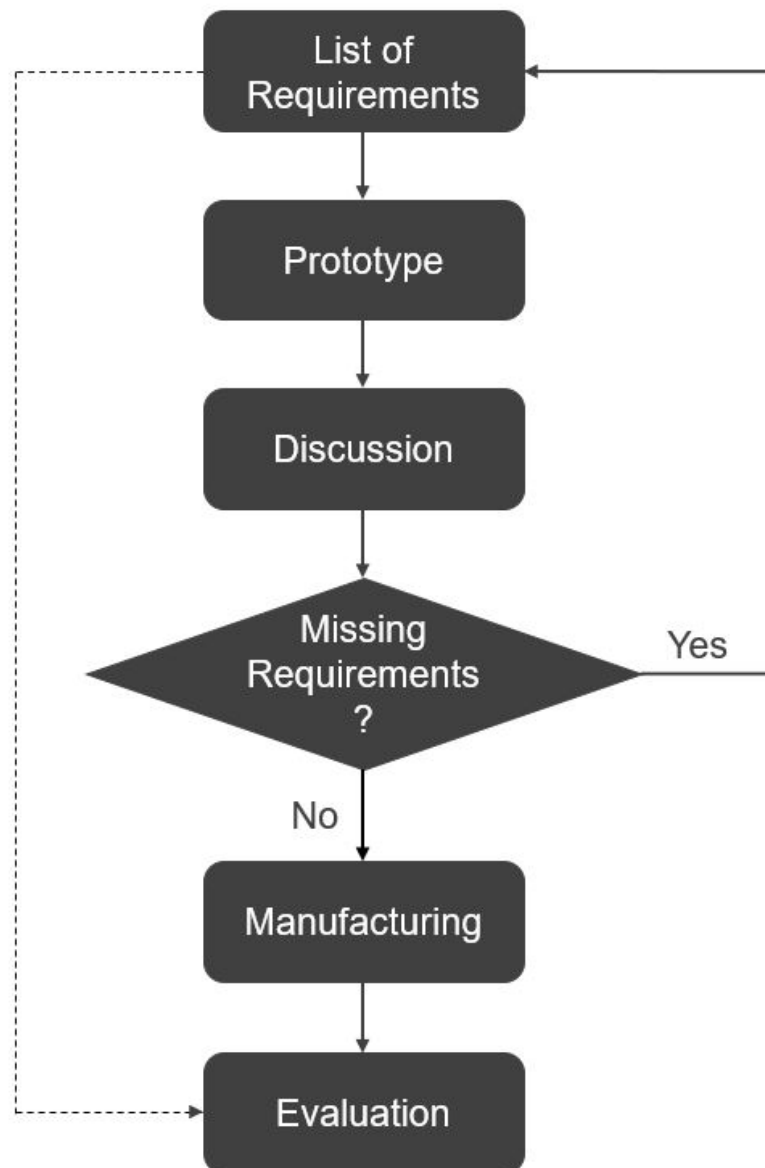 List of
Requirements
Prototype
Discussion
Missing
Requirements
?
Yes
No
Manufacturing
Evaluation